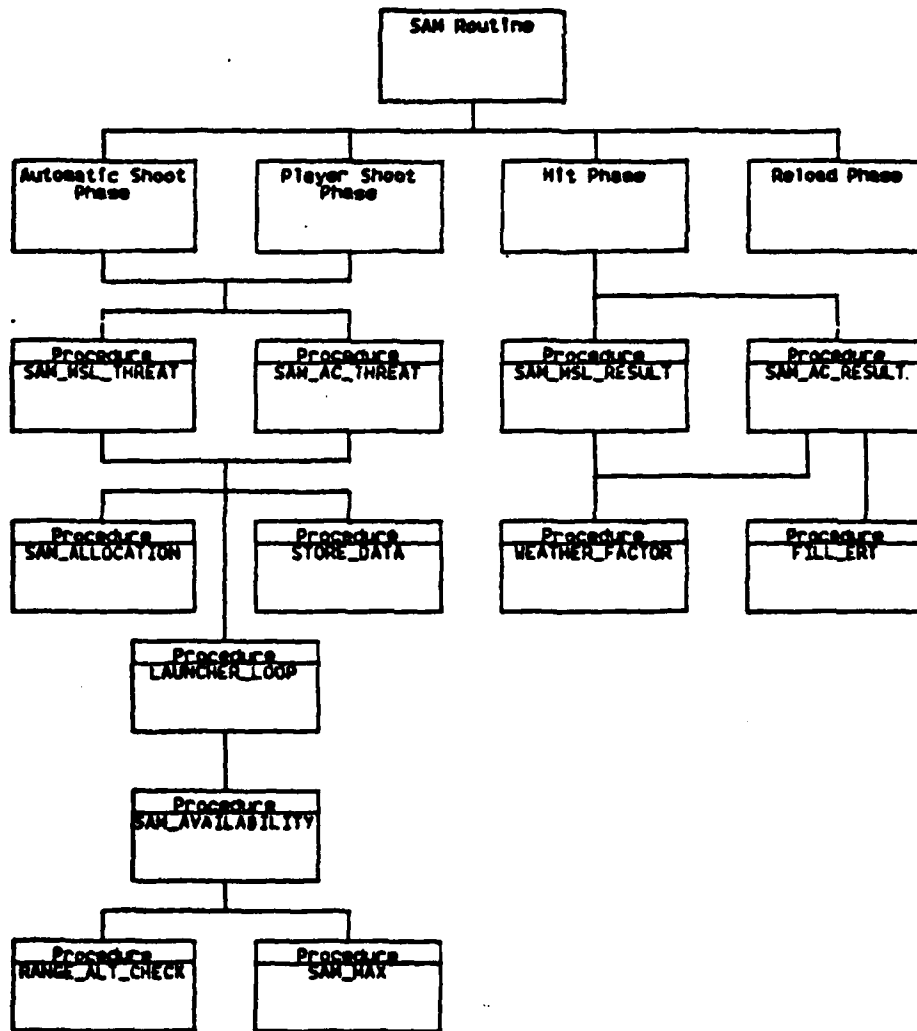 SAM Routine
Automatic Shoot
Phase
Player Shoot
Phase
Hit Phase
Reload Phase
Procedure
SAM_MSL_THREAT
Procedure
SAM_AC_THREAT
Procedure
SAM_MSL_RESULT
Procedure
SAM_AC_RESULT.
Procedure
SAM_ALLOCATION
Procedure
STORE_DATA
Procedure
WEATHER_FACTOR
Procedure
FILL_ERT
Procedure
LAUNCHER_LOOP
Procedure
SAM_AVAILABILITY
Procedure
RANGE_ALT_CHECK
Procedure
SAM_MAX